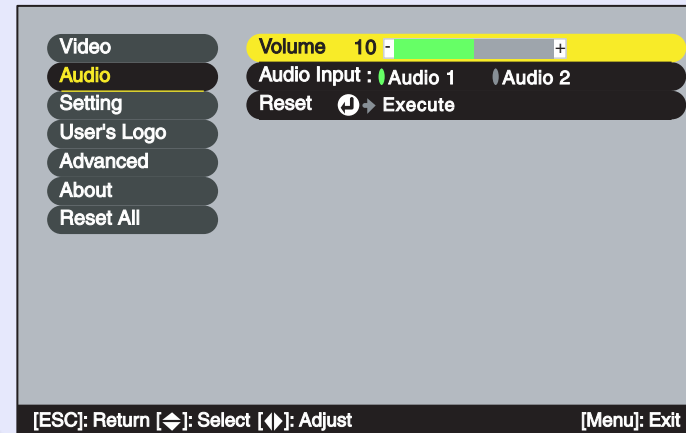 Video
Audio
Setting
User's Logo
Advanced
About
Reset All
Volume 10 - +
Audio Input : Audio 1 Audio 2
Reset Execute
[ESC]: Return [ ]: Select [ ]: Adjust [Menu]: Exit